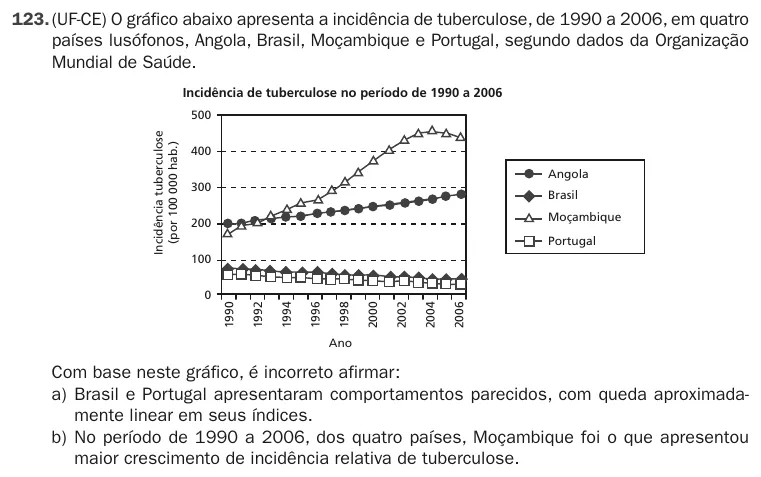 123. (UF-CE) O gráfico abaixo apresenta a incidência de tuberculose, de 1990 a 2006, em quatro
países lusófonos, Angola, Brasil, Moçambique e Portugal, segundo dados da Organização
Mundial de Saúde.
Incidência de tuberculose no período de 1990 a 2006
Incidência tuberculose
(por 100 000 hab.)
500
400
300
200
100
0
1990
1992
1994
1996
1998
2000
2002
2004
2006
Ano
Angola
Brasil
Moçambique
Portugal
Com base neste gráfico, é incorreto afirmar:
a) Brasil e Portugal apresentaram comportamentos parecidos, com queda aproximada-
mente linear em seus índices.
b) No período de 1990 a 2006, dos quatro países, Moçambique foi o que apresentou
maior crescimento de incidência relativa de tuberculose.